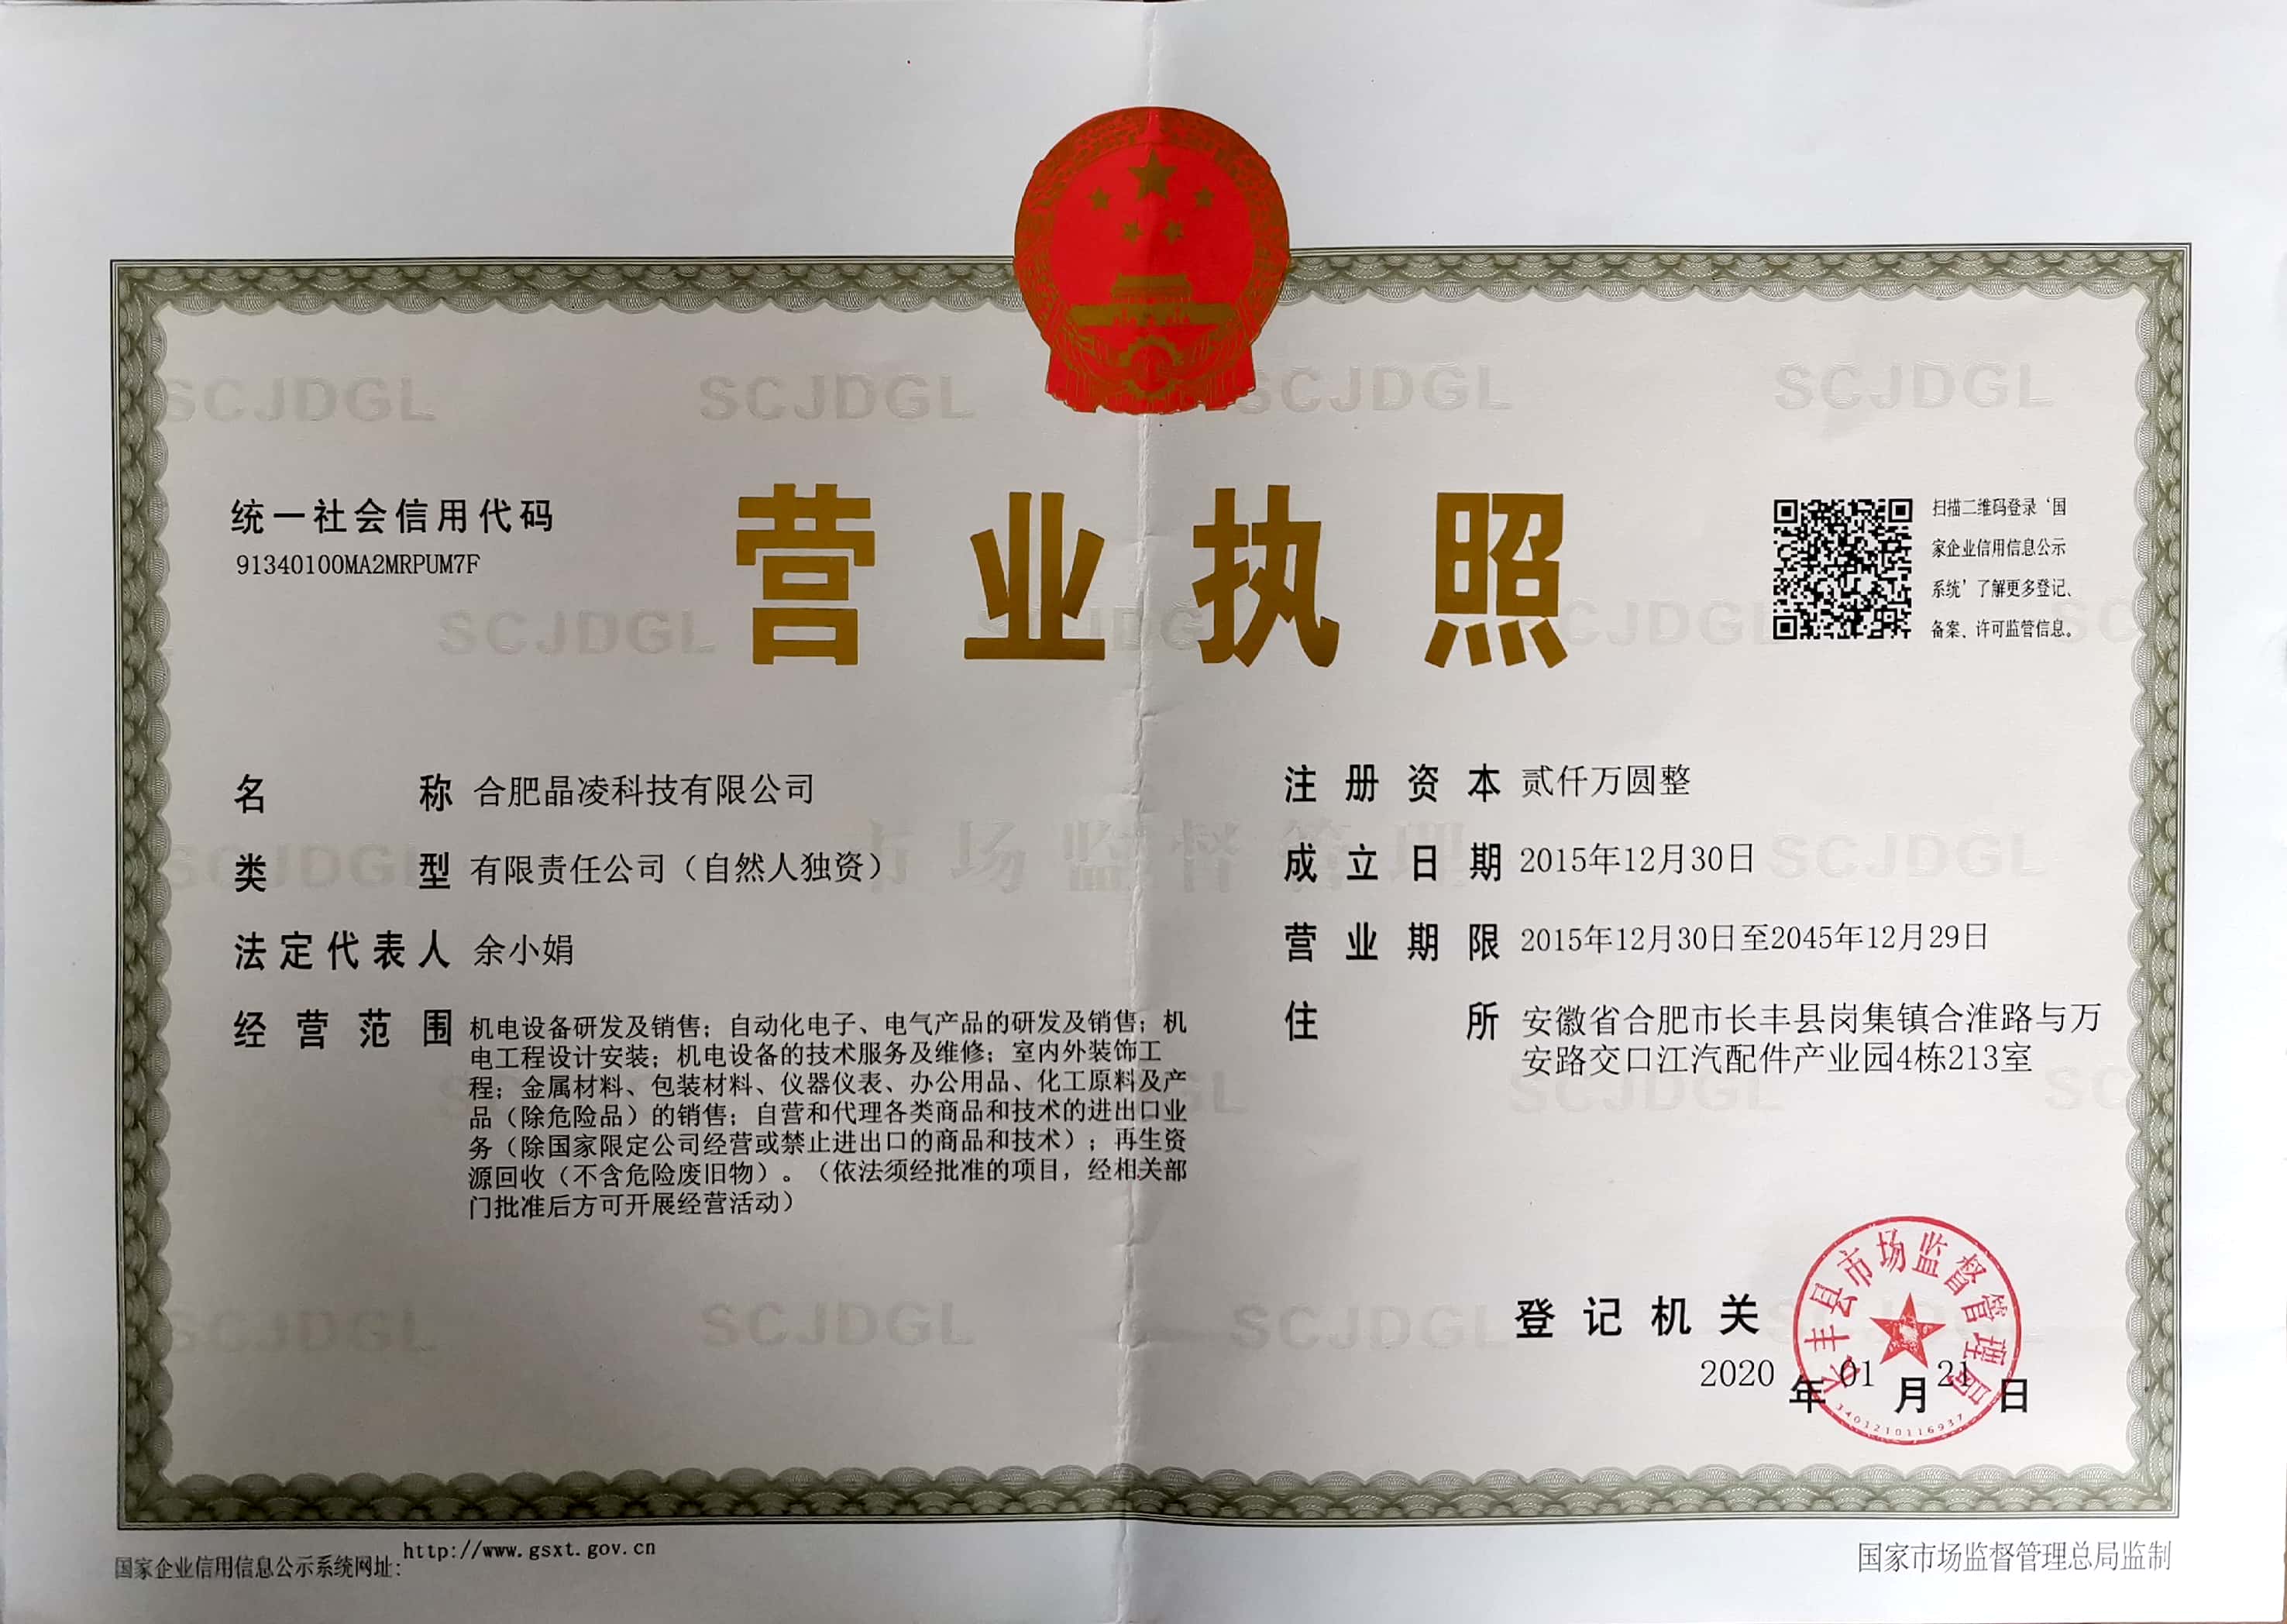 统一社会信用代码
91340100MA2MRPUM7F
营业执照
扫描二维码登录‘国
家企业信用信息公示
系统’了解更多登记、
备案、许可监管信息。
名称 合肥晶凌科技有限公司
类型 有限责任公司（自然人独资）
法定代表人 余小娟
经营范围 机电设备研发及销售；自动化电子、电气产品的研发及销售；机
电工程设计安装；机电设备的技术服务及维修；室内外装饰工
程；金属材料、包装材料、仪器仪表、办公用品、化工原料及产
品（除危险品）的销售；自营和代理各类商品和技术的进出口业
务（除国家限定公司经营或禁止进出口的商品和技术）；再生资
源回收（不含危险废旧物）。（依法须经批准的项目，经相关部
门批准后方可开展经营活动）
注册资本 贰仟万圆整
成立日期 2015年12月30日
营业期限 2015年12月30日至2045年12月29日
住所 安徽省合肥市长丰县岗集镇合淮路与万
安路交口江汽配件产业园4栋213室
登记机关
长丰县市场监督管理局
3401210116937
2020年01月21日
国家企业信用信息公示系统网址：http://www.gsxt.gov.cn
国家市场监督管理总局监制
SCJDGL
SCJDGL
SCJDGL
SCJDGL
市场监督管理